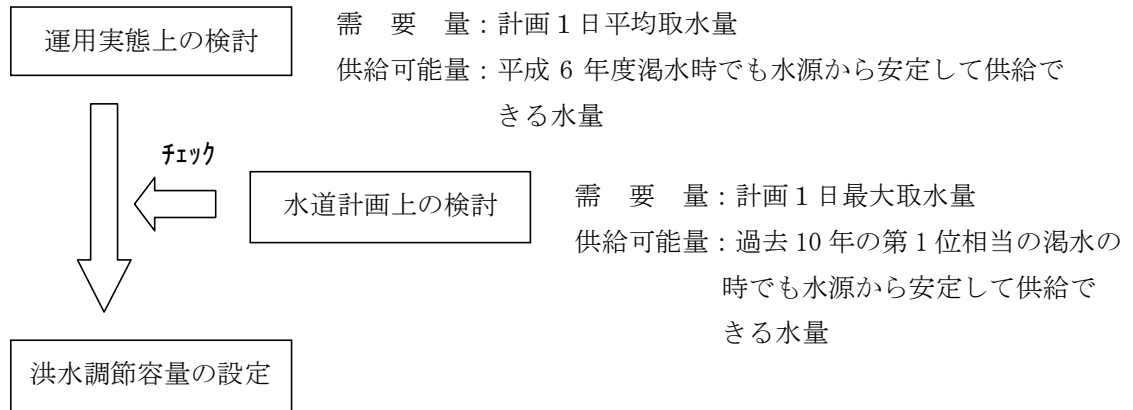 運用実態上の検討
需　要　量：計画１日平均取水量
供給可能量：平成 6 年度渇水時でも水源から安定して供給で
きる水量
チェック
水道計画上の検討
需　要　量：計画１日最大取水量
供給可能量：過去 10 年の第 1 位相当の渇水の
時でも水源から安定して供給で
きる水量
洪水調節容量の設定